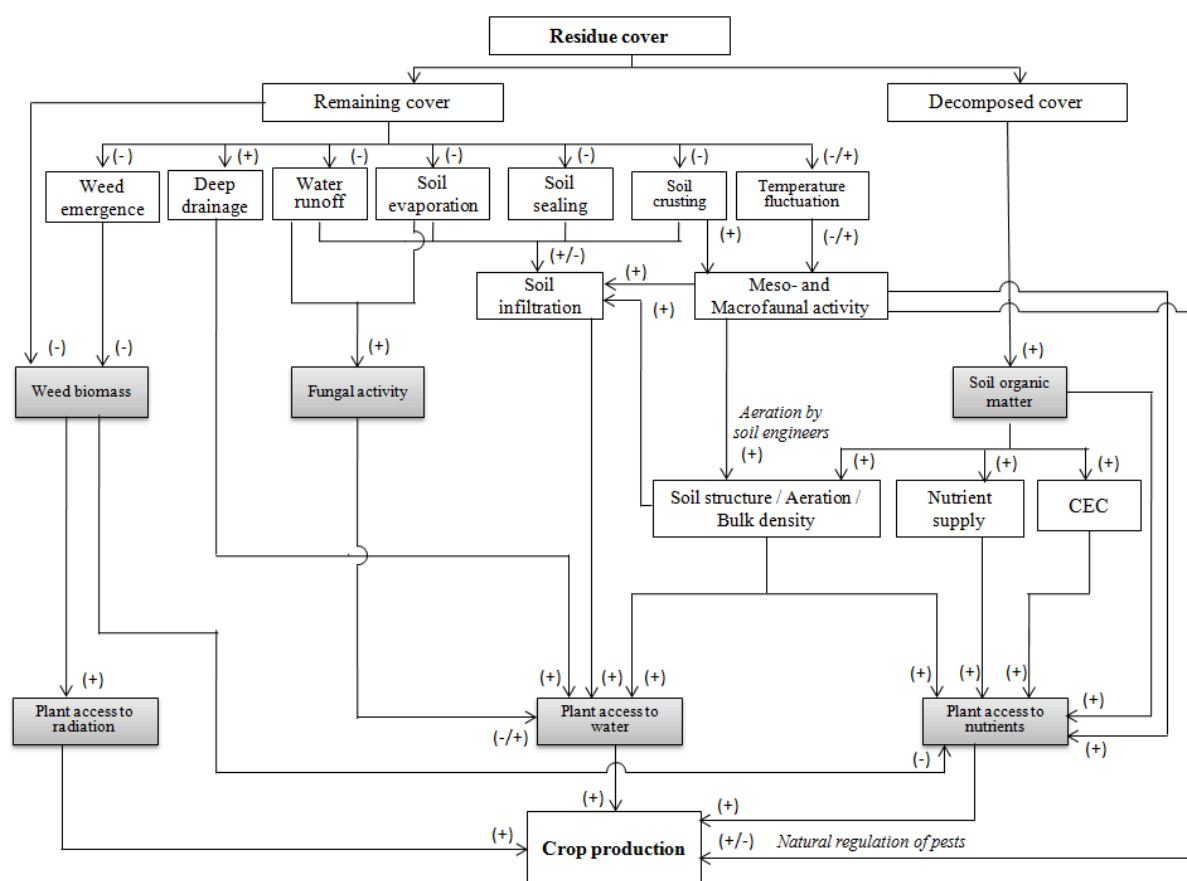 Residue cover
Remaining cover
Decomposed cover
(-)
(+)
(-)
(-)
(-)
(-)
(-/+)
Weed
emergence
Deep
drainage
Water
runoff
Soil
evaporation
Soil
sealing
Soil
crusting
Temperature
fluctuation
(+)
(-/+)
(+/-)
Soil
infiltration
(+)
Meso- and
Macrofaunal activity
(+)
(-)
(-)
(+)
(+)
Weed biomass
Fungal activity
Soil organic
matter
Aeration by
soil engineers
(+)
(+)
(+)
(+)
Soil structure / Aeration /
Bulk density
Nutrient
supply
CEC
(+)
(+)
(+)
(+)
(+)
(+)
(+)
(+)
Plant access to
radiation
Plant access to
water
Plant access to
nutrients
(-/+)
(+)
(-)
(+)
(+)
(+)
Crop production
(+/-)
Natural regulation of pests